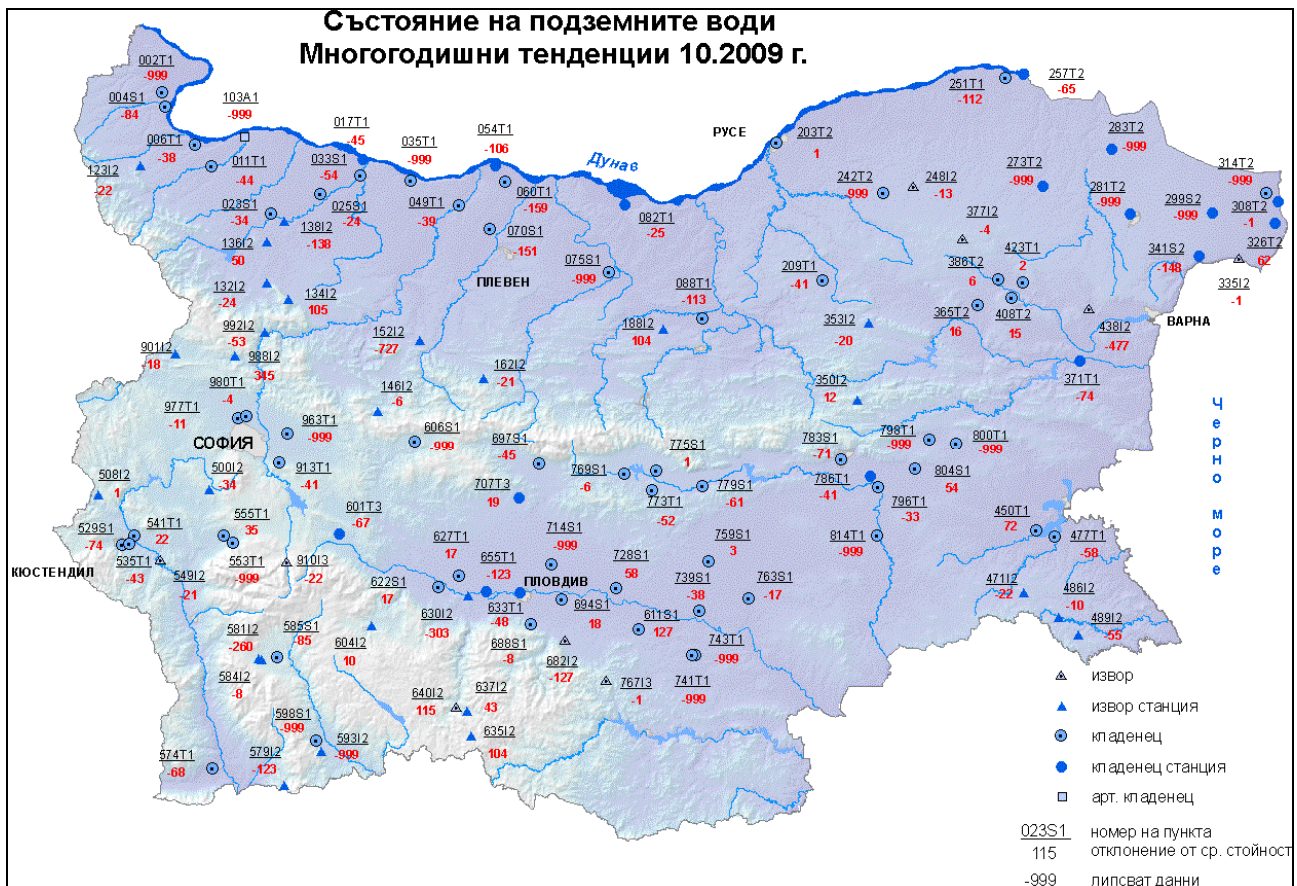 Състояние на подземните води
Многогодишни тенденции 10.2009 г.
002T1
-999
004S1
-84
103A1
-999
006T1
-38
011T1
-44
123I2
-22
017T1
-45
033S1
-54
035T1
-999
054T1
-106
023S1
-34
025S1
-24
138I2
-138
136I2
50
049T1
-39
060T1
-159
070S1
-151
ПЛЕВЕН
075S1
-999
Дунав
082T1
-25
РУСЕ
203T2
1
251T1
-112
257T2
-65
242T2
-999
248I2
-13
273T2
-999
283T2
-999
281T2
-999
299S2
-999
314T2
-999
308T2
-1
326T2
62
341S2
-148
335I2
-1
377I2
-4
423T1
2
386T2
6
209T1
-41
088T1
-113
188I2
104
353I2
-20
365T2
16
408T2
15
438I2
-477
ВАРНА
132I2
-24
134I2
105
992I2
-53
988I2
345
901I2
18
152I2
-727
162I2
-21
146I2
-6
350I2
12
371T1
-74
980T1
-4
977T1
-11
СОФИЯ
963T1
-999
913T1
-41
606S1
-999
697S1
-45
769S1
-6
775S1
1
773T1
-52
779S1
-61
783S1
-71
798T1
-999
800T1
-999
786T1
-41
804S1
54
796T1
-33
814T1
-999
508I2
1
500I2
-34
707T3
19
601T3
-67
529S1
-74
541T1
22
555T1
35
553T1
-999
535T1
-43
КЮСТЕНДИЛ
549I2
-21
910I3
-22
627T1
17
655T1
-123
714S1
-999
ПЛОВДИВ
728S1
58
759S1
3
739S1
-38
763S1
-17
450T1
72
477T1
-58
471I2
-22
486I2
-10
489I2
-55
622S1
17
630I2
-303
633T1
-48
694S1
18
611S1
127
688S1
-8
682I2
-127
743T1
-999
741T1
-999
767I3
-1
581I2
-260
585S1
-85
604I2
10
584I2
-8
640I2
115
637I2
43
635I2
104
598S1
-999
593I2
-999
574T1
-68
579I2
-123
Черно море
извор
извор станция
кладенец
кладенец станция
арт. кладенец
023S1 номер на пункта
115 отклонение от ср. стойност
-999 липсват данни